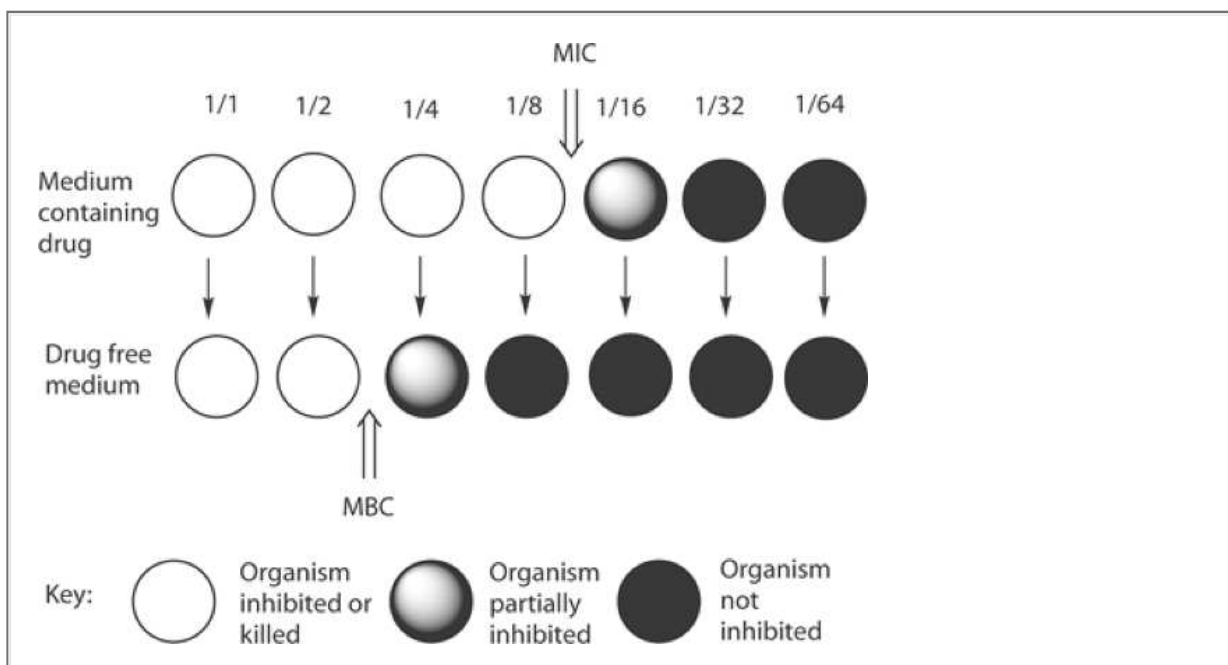 MIC
1/1 1/2 1/4 1/8 1/16 1/32 1/64
Medium
containing
drug
Drug free
medium
MBC
Key:
Organism
inhibited or
killed
Organism
partially
inhibited
Organism
not
inhibited